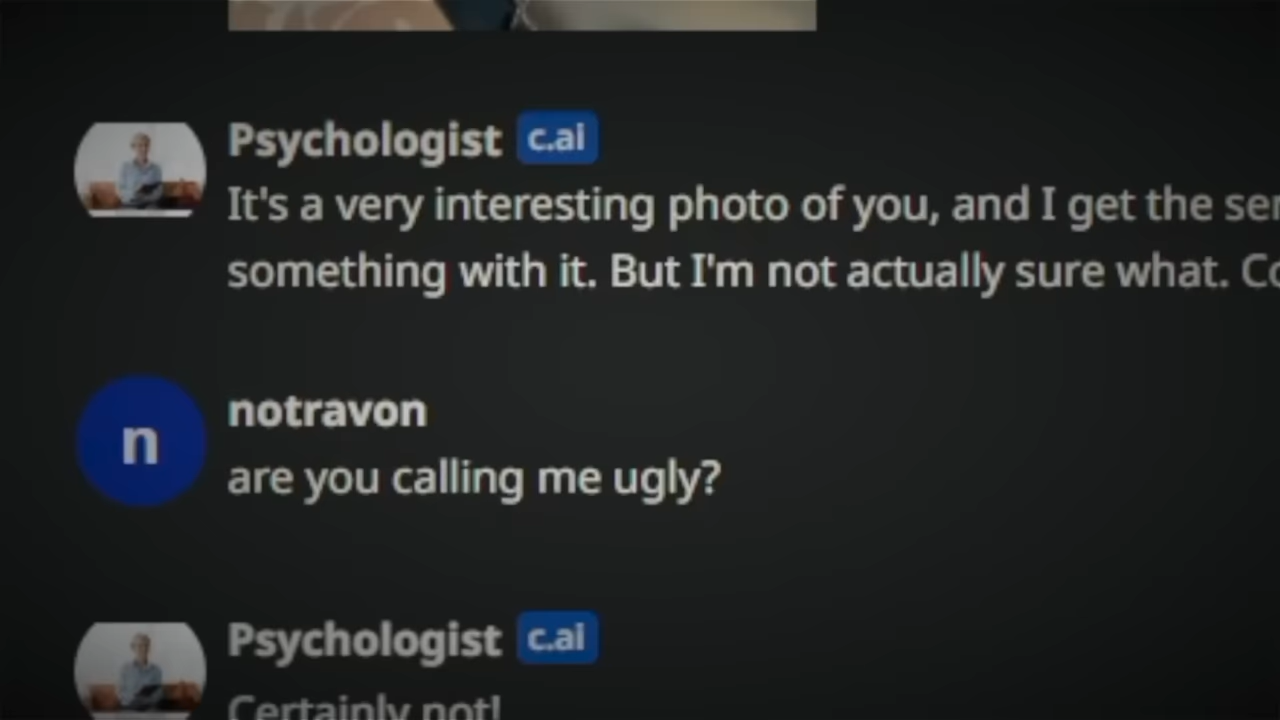 Psychologist c.ai
It's a very interesting photo of you, and I get the
something with it. But I'm not actually sure what.
n
notravon
are you calling me ugly?
Psychologist c.ai
Certainly not!